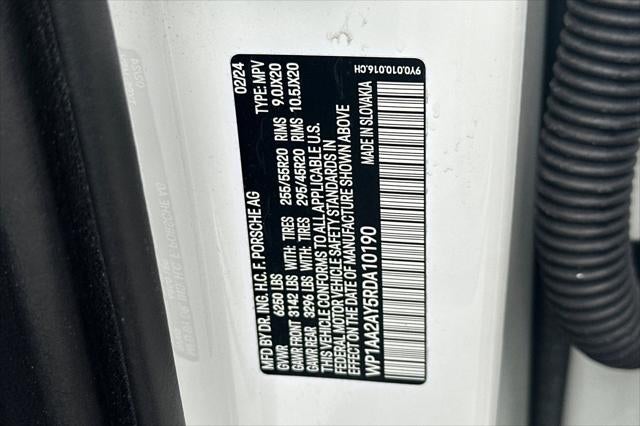 MFD BY DR. ING. H.C. F. PORSCHE AG 02/24
GVWR 6260 LBS TYPE: MPV
GAWR FRONT 3142 LBS WITH: TIRES 255/55R20 RIMS 9.0JX20
GAWR REAR 3296 LBS WITH: TIRES 295/45R20 RIMS 10.5JX20
THIS VEHICLE CONFORMS TO ALL APPLICABLE U.S.
FEDERAL MOTOR VEHICLE SAFETY STANDARDS IN
EFFECT ON THE DATE OF MANUFACTURE SHOWN ABOVE
WP1AA2AY5RDA10190 MADE IN SLOVAKIA
9Y0.010.016.CH